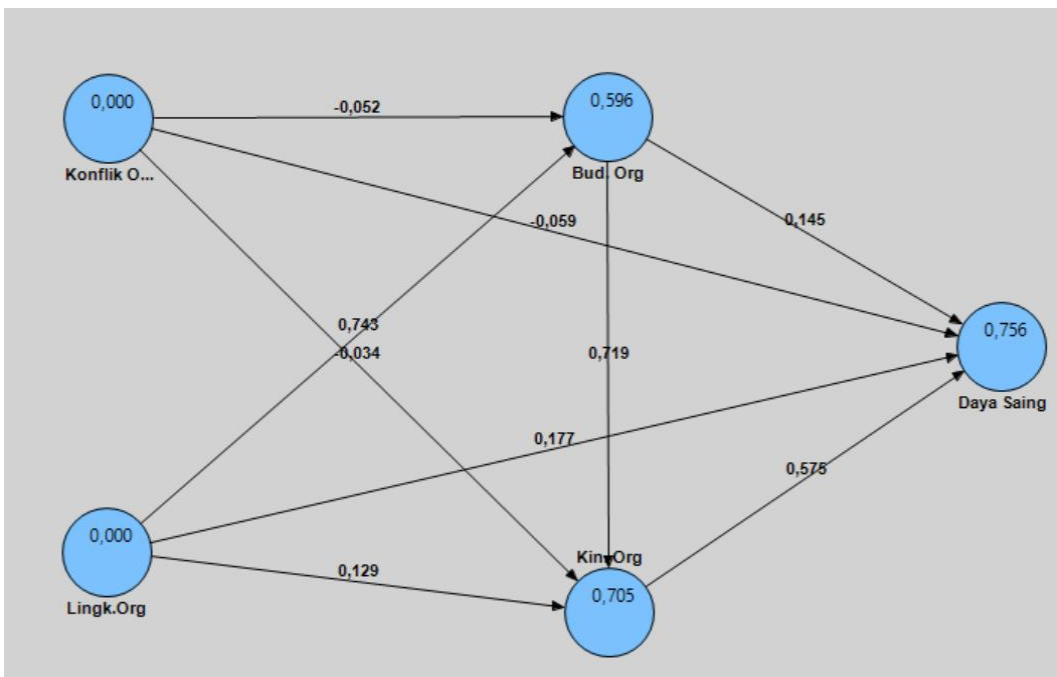 0,000
-0,052
0,596
Konflik O...
Bud. Org
-0,059
0,145
0,743
-0,034
0,719
0,756
Daya Saing
0,177
0,575
0,000
Lingk.Org
0,129
Kin.Org
0,705